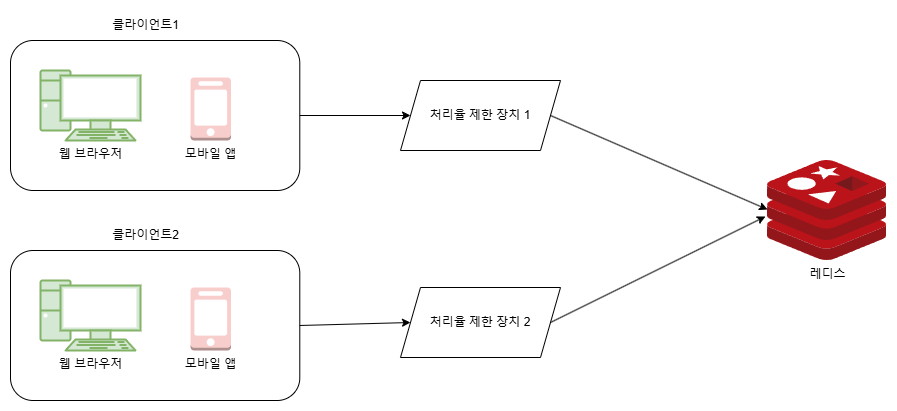 클라이언트1
웹 브라우저
모바일 앱
처리율 제한 장치 1
클라이언트2
웹 브라우저
모바일 앱
처리율 제한 장치 2
레디스